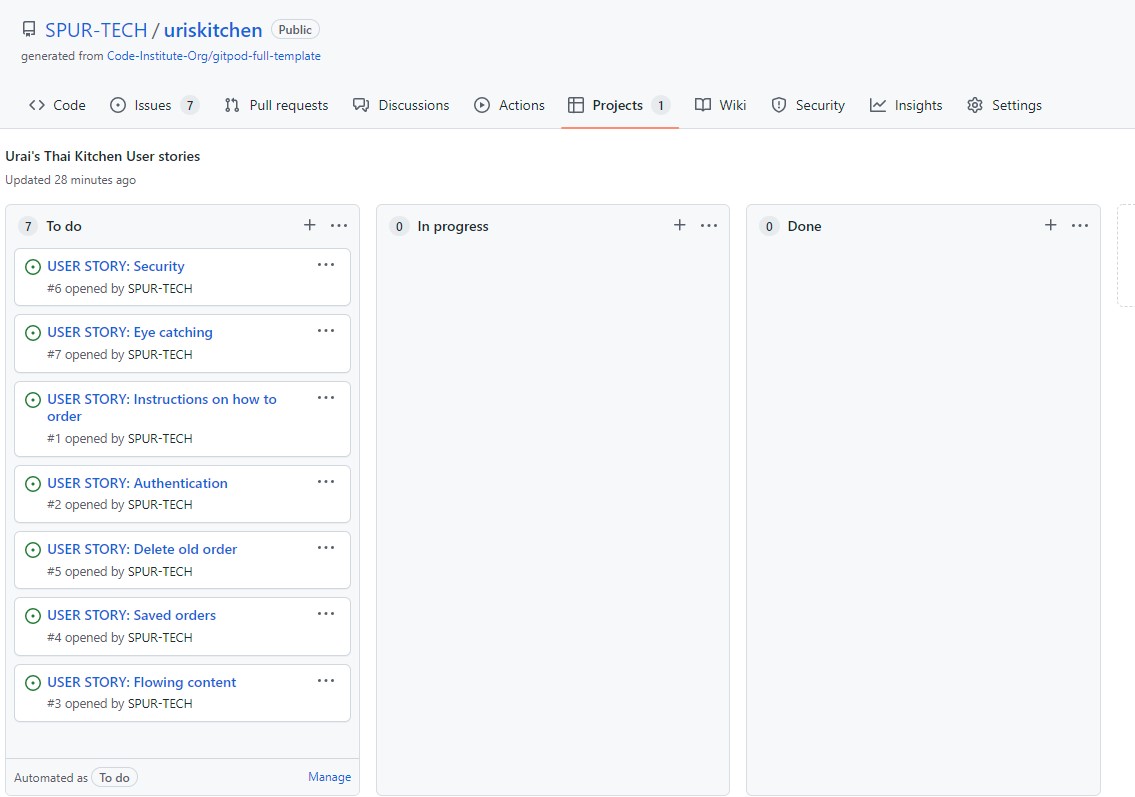 SPUR-TECH / uriskitchen Public
generated from Code-Institute-Org/gitpod-full-template
Code Issues 7 Pull requests Discussions Actions Projects 1 Wiki Security Insights Settings
Urai's Thai Kitchen User stories
Updated 28 minutes ago
7 To do
USER STORY: Security
#6 opened by SPUR-TECH
USER STORY: Eye catching
#7 opened by SPUR-TECH
USER STORY: Instructions on how to
order
#1 opened by SPUR-TECH
USER STORY: Authentication
#2 opened by SPUR-TECH
USER STORY: Delete old order
#5 opened by SPUR-TECH
USER STORY: Saved orders
#4 opened by SPUR-TECH
USER STORY: Flowing content
#3 opened by SPUR-TECH
Automated as To do Manage
0 In progress
0 Done